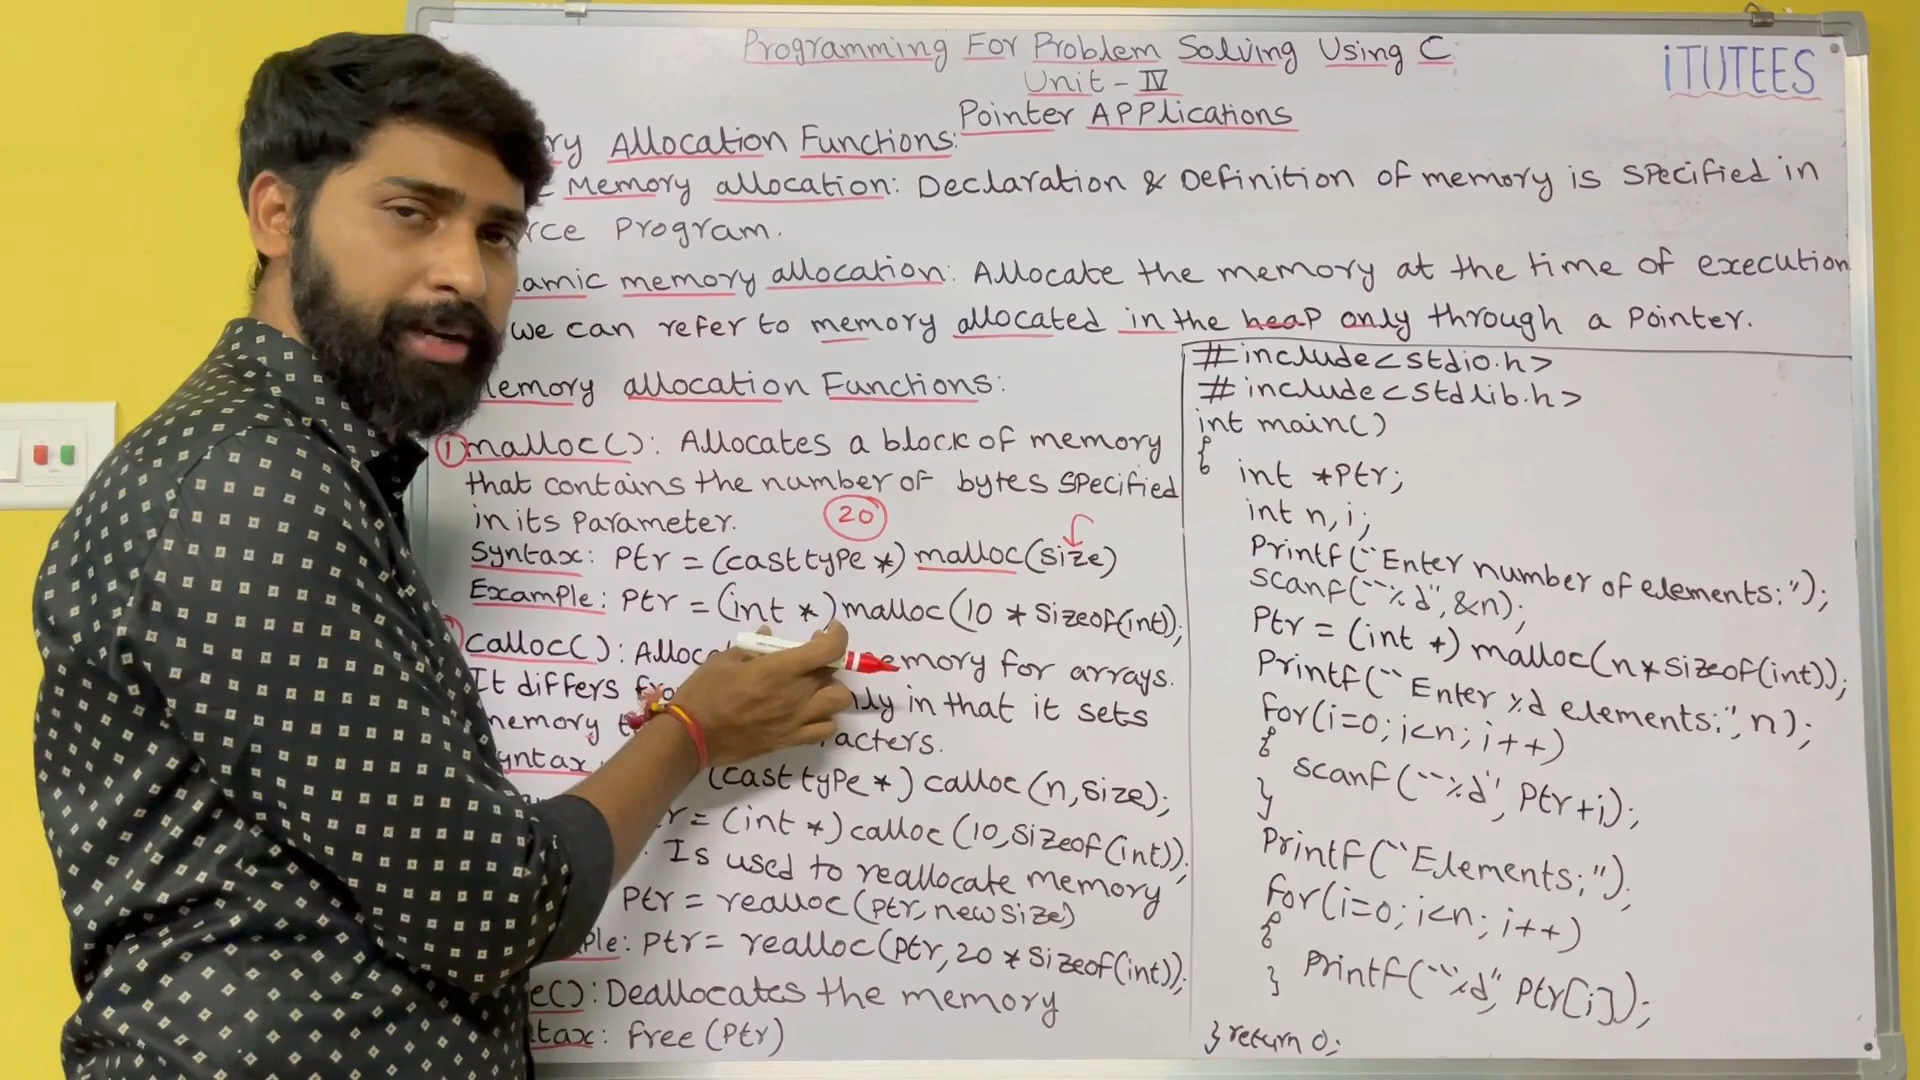 Programming For Problem Solving Using C
iTUTEES
Unit - IV
Pointer Applications
ry Allocation Functions:
Memory allocation: Declaration & Definition of memory is specified in
rce Program.
amic memory allocation: Allocate the memory at the time of execution
we can refer to memory allocated in the heap only through a Pointer.
emory allocation Functions:
① malloc(): Allocates a block of memory
that contains the number of bytes specified
in its parameter. 20
Syntax: Ptr = (cast type *) malloc(size)
Example: Ptr = (int *) malloc(10 * sizeof(int));
calloc(): Alloca emory for arrays.
It differs fro ly in that it sets
memory t acters.
yntax (cast type *) calloc (n, size);
r = (int *) calloc (10, sizeof(int));
Is used to reallocate memory
Ptr = realloc(ptr, new size)
ple: Ptr = realloc(ptr, 20 * sizeof(int));
e(): Deallocates the memory
tax: free (Ptr)
#include<stdio.h>
#include<stdlib.h>
int main()
{
int *Ptr;
int n, i;
Printf("Enter number of elements:");
scanf("%d", &n);
Ptr = (int *) malloc(n * sizeof(int));
Printf("Enter %d elements:", n);
for(i=0; i<n; i++)
{
scanf("%d", Ptr+i);
}
Printf("Elements:");
for(i=0; i<n; i++)
{
Printf("%d", Ptr[i]);
}
} return 0;